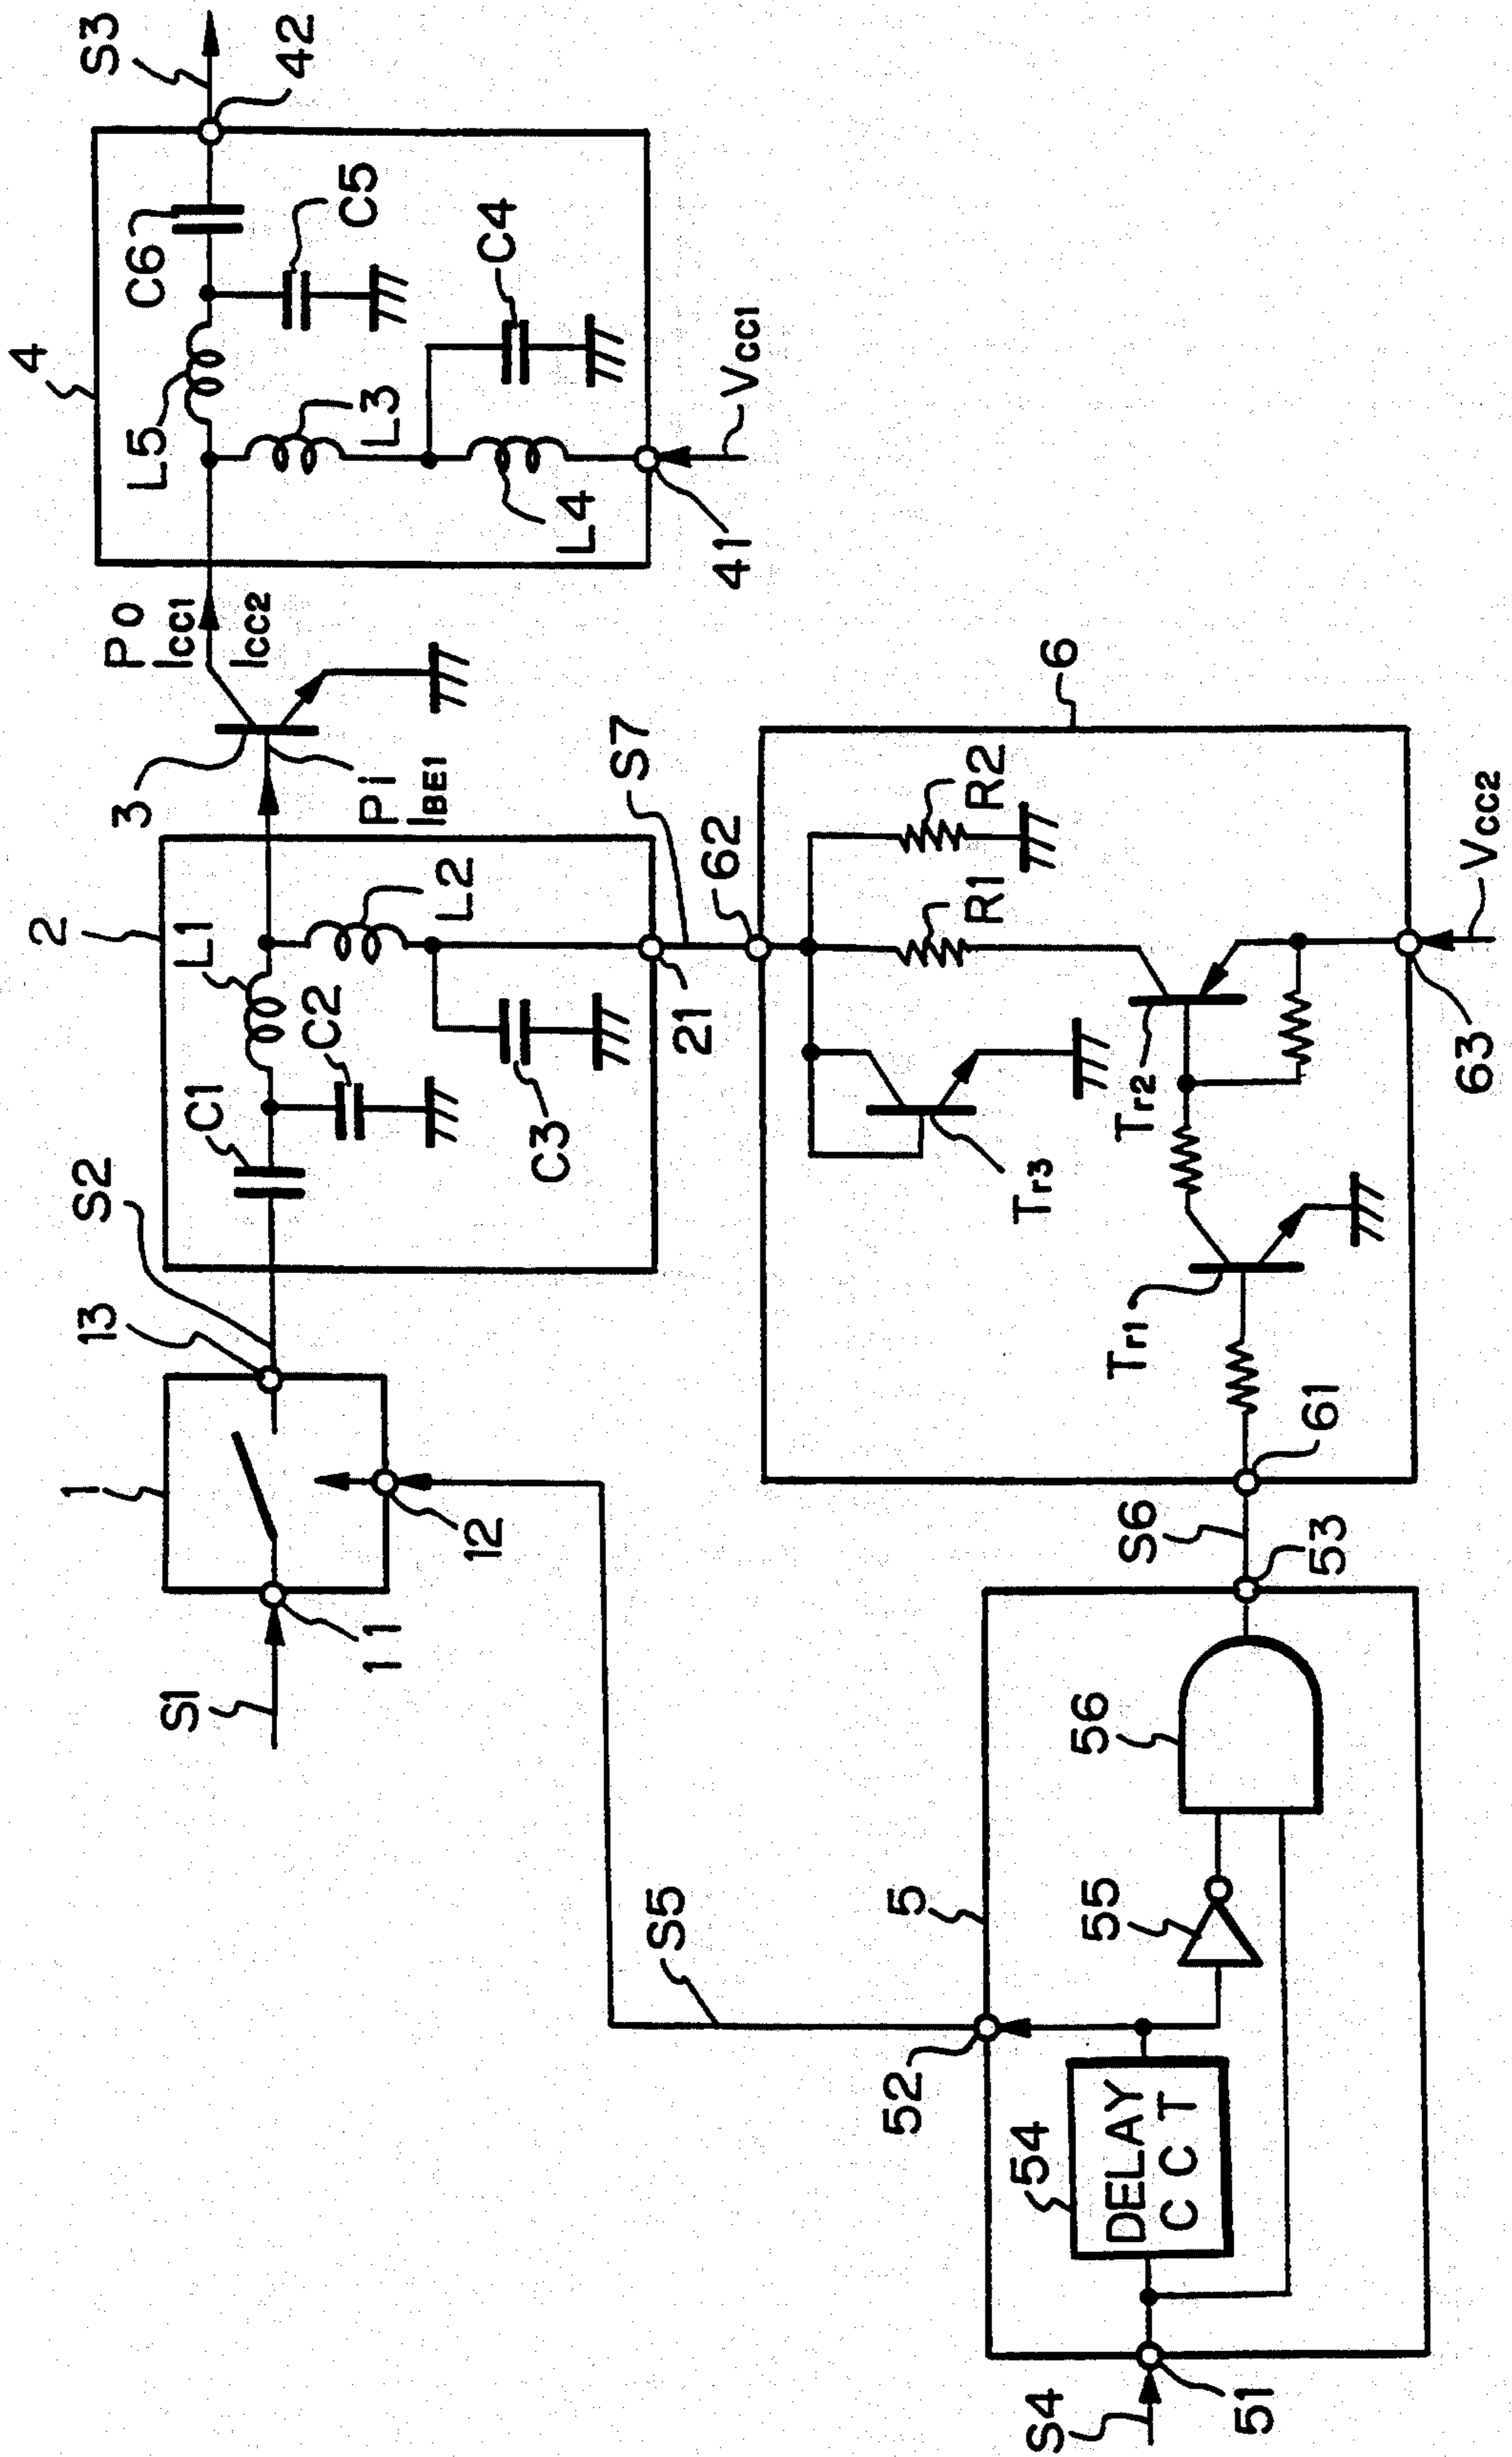 S1
11
1
12
13
S2
2
C1
C2
L1
L2
C3
21
3
Pi
IBE1
PO
ICC1
ICC2
4
L5
L3
L4
C4
C5
C6
41
VCC1
42
S3
S5
S7
62
6
R2
R1
Tr3
Tr2
Tr1
61
63
VCC2
S6
53
5
52
54
DELAY
CCT
55
56
S4
51